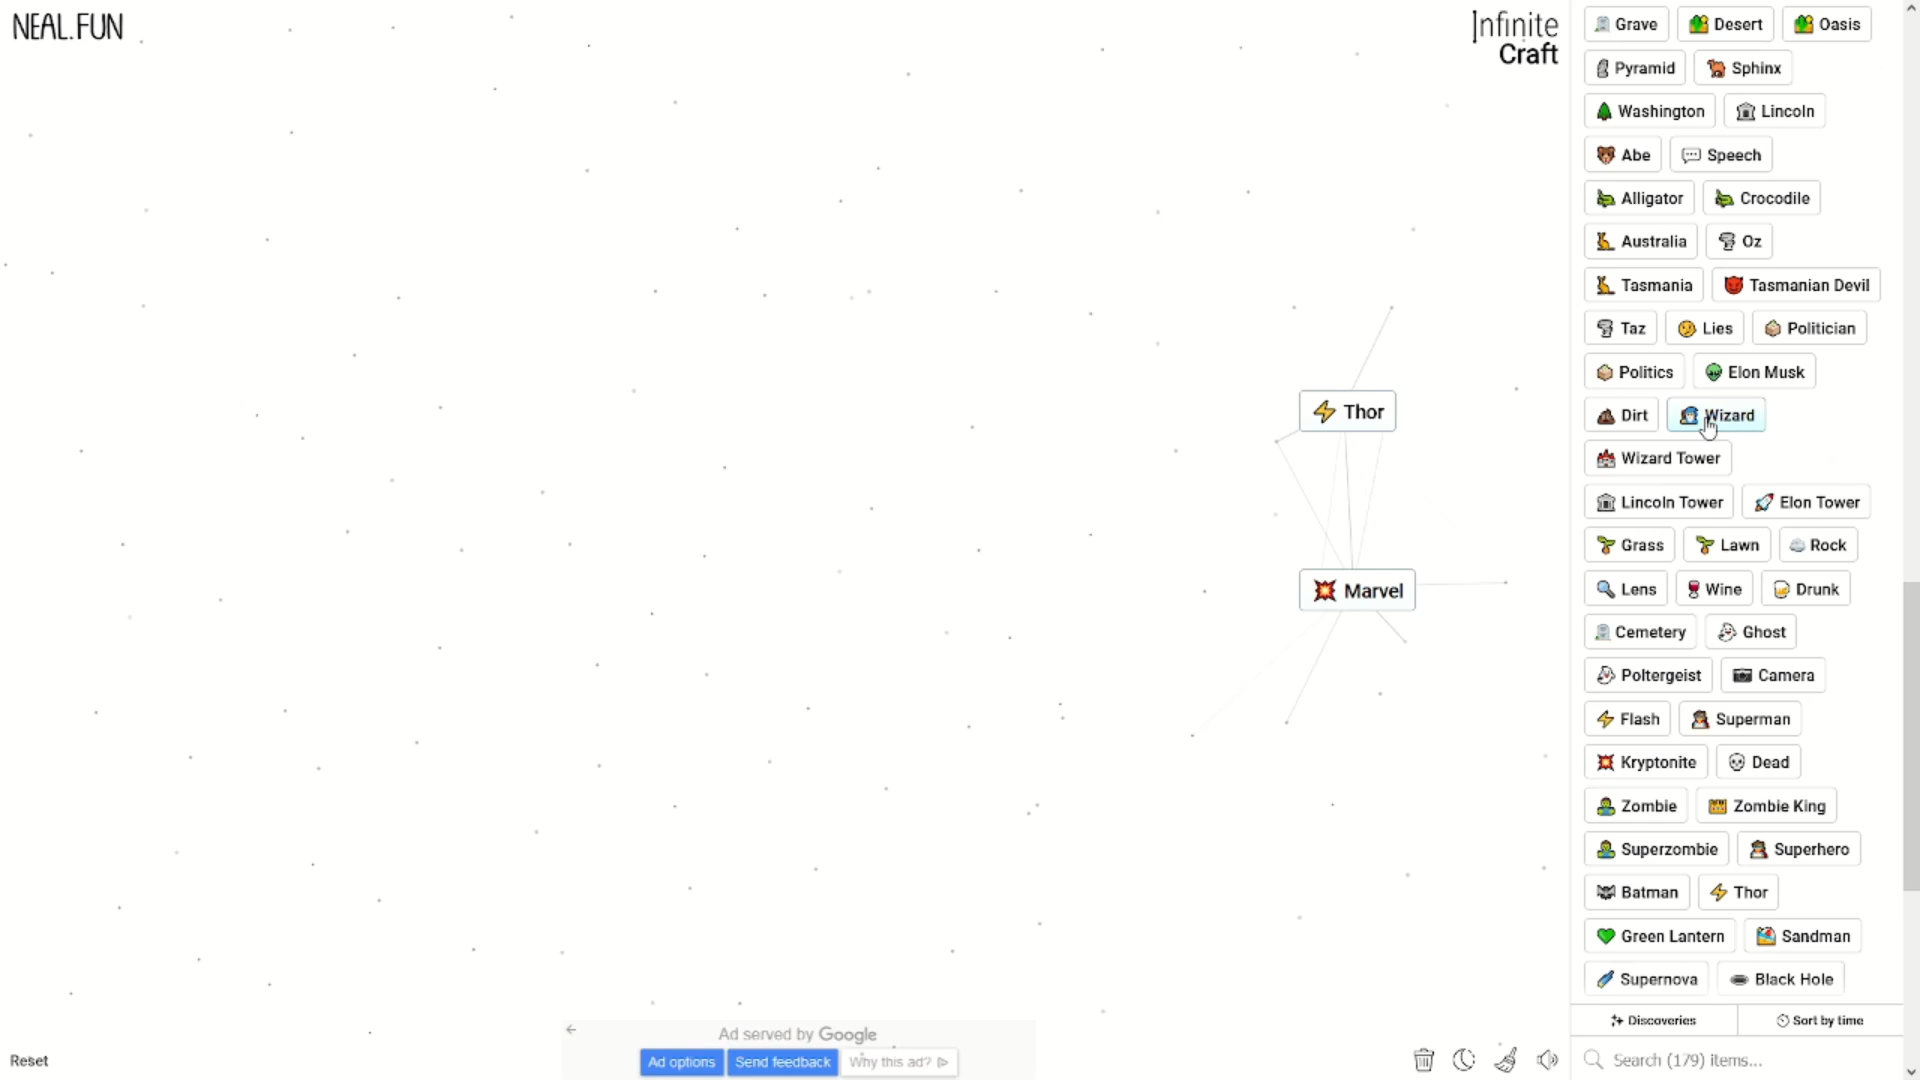 NEAL.FUN
Infinite
Craft
Thor
Marvel
Grave Desert Oasis
Pyramid Sphinx
Washington Lincoln
Abe Speech
Alligator Crocodile
Australia Oz
Tasmania Tasmanian Devil
Taz Lies Politician
Politics Elon Musk
Dirt Wizard
Wizard Tower
Lincoln Tower Elon Tower
Grass Lawn Rock
Lens Wine Drunk
Cemetery Ghost
Poltergeist Camera
Flash Superman
Kryptonite Dead
Zombie Zombie King
Superzombie Superhero
Batman Thor
Green Lantern Sandman
Supernova Black Hole
Discoveries Sort by time
Search (179) items...
Ad served by Google
Ad options Send feedback Why this ad?
Reset